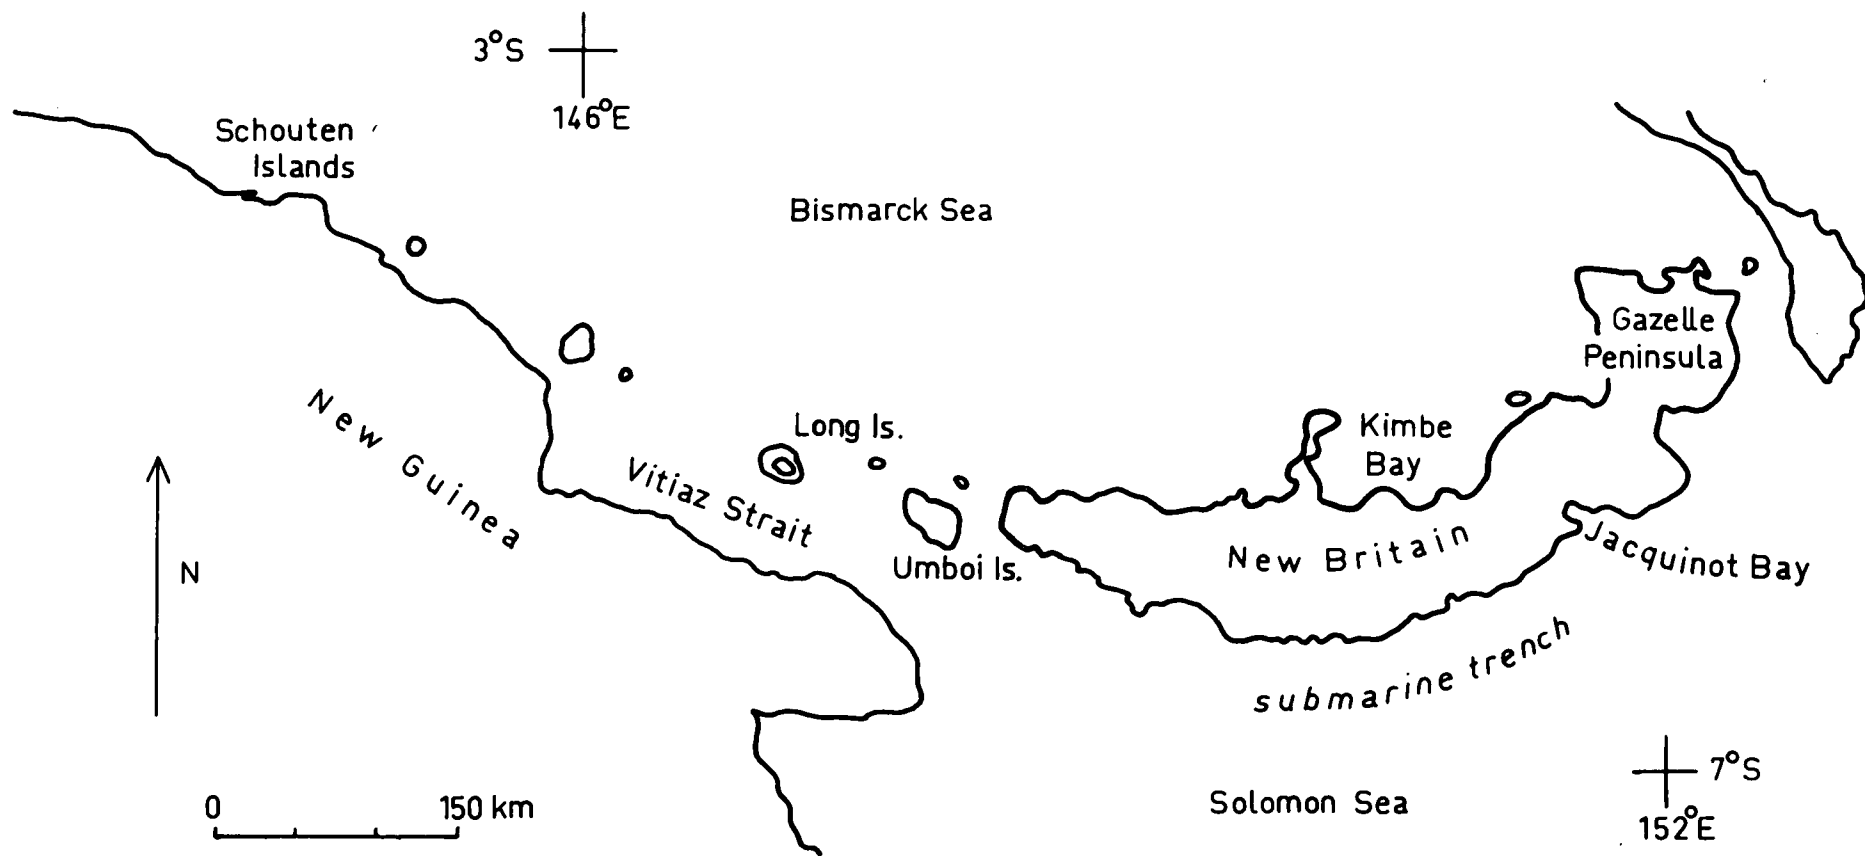 3°S
146°E
Schouten
Islands
Bismarck Sea
Gazelle
Peninsula
New Guinea
Long Is.
Vitiaz Strait
Kimbe
Bay
Umboi Is.
New Britain
Jacquinot Bay
N
submarine trench
7°S
152°E
Solomon Sea
0 150 km